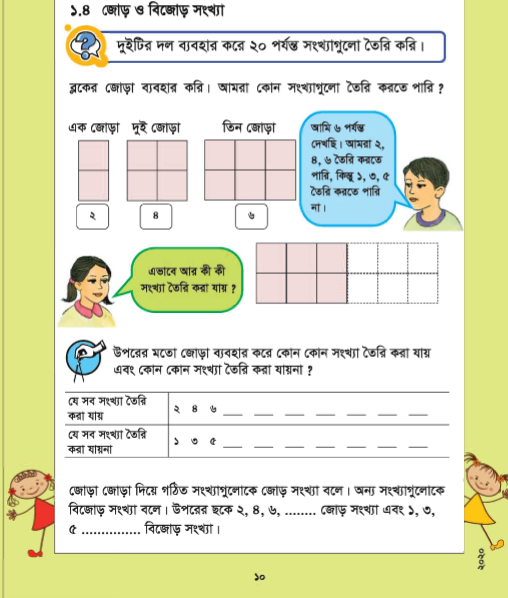 ১.৪ জোড় ও বিজোড় সংখ্যা
দুইটির দল ব্যবহার করে ২০ পর্যন্ত সংখ্যাগুলো তৈরি করি।
ব্লকের জোড়া ব্যবহার করি। আমরা কোন সংখ্যাগুলো তৈরি করতে পারি ?
এক জোড়া দুই জোড়া তিন জোড়া
২ ৪ ৬
আমি ৬ পর্যন্ত
দেখছি। আমরা ২,
৪, ৬ তৈরি করতে
পারি, কিন্তু ১, ৩, ৫
তৈরি করতে পারি
না।
এভাবে আর কী কী
সংখ্যা তৈরি করা যায় ?
উপরের মতো জোড়া ব্যবহার করে কোন কোন সংখ্যা তৈরি করা যায়
এবং কোন কোন সংখ্যা তৈরি করা যায়না ?
যে সব সংখ্যা তৈরি
করা যায়
২ ৪ ৬ __ __ __ __ __ __ __
যে সব সংখ্যা তৈরি
করা যায়না
১ ৩ ৫ __ __ __ __ __ __ __
জোড়া জোড়া দিয়ে গঠিত সংখ্যাগুলোকে জোড় সংখ্যা বলে। অন্য সংখ্যাগুলোকে
বিজোড় সংখ্যা বলে। উপরের ছকে ২, ৪, ৬, ........ জোড় সংখ্যা এবং ১, ৩,
৫ ............... বিজোড় সংখ্যা।
১০
২০২০